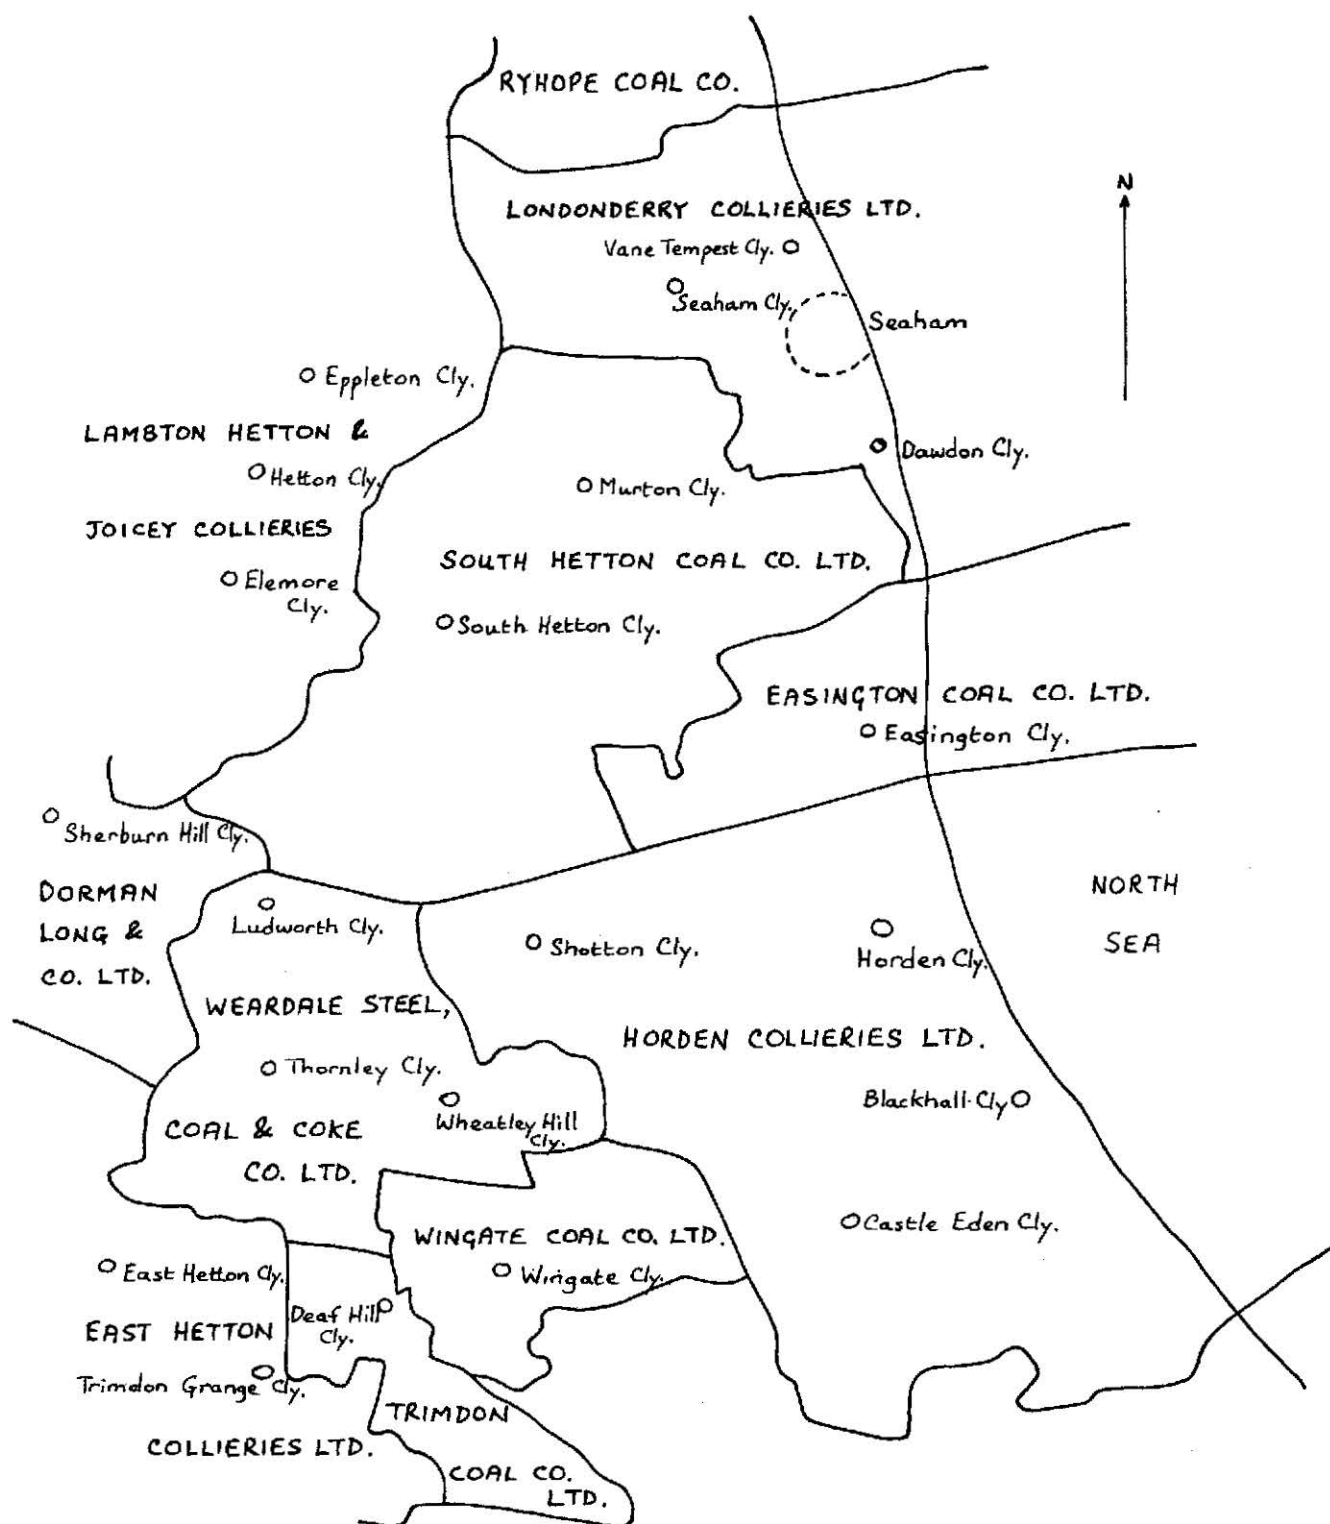 RYHOPE COAL CO.
N
LONDONDERRY COLLIERIES LTD.
Vane Tempest Cly.
Seaham Cly.
Seaham
Eppleton Cly.
LAMBTON HETTON &
Hetton Cly.
JOICEY COLLIERIES
Elemore
Cly.
Dawdon Cly.
Murton Cly.
SOUTH HETTON COAL CO. LTD.
South Hetton Cly.
EASINGTON COAL CO. LTD.
Easington Cly.
Sherburn Hill Cly.
DORMAN
LONG &
CO. LTD.
Ludworth Cly.
Shotton Cly.
Horden Cly.
NORTH
SEA
WEARDALE STEEL,
Thornley Cly.
Wheatley Hill
Cly.
COAL & COKE
CO. LTD.
HORDEN COLLIERIES LTD.
Blackhall Cly
Castle Eden Cly.
WINGATE COAL CO. LTD.
Wingate Cly.
East Hetton Cly.
Deaf Hill
Cly.
EAST HETTON
Trimdon Grange Cly.
COLLIERIES LTD.
TRIMDON
COAL CO.
LTD.